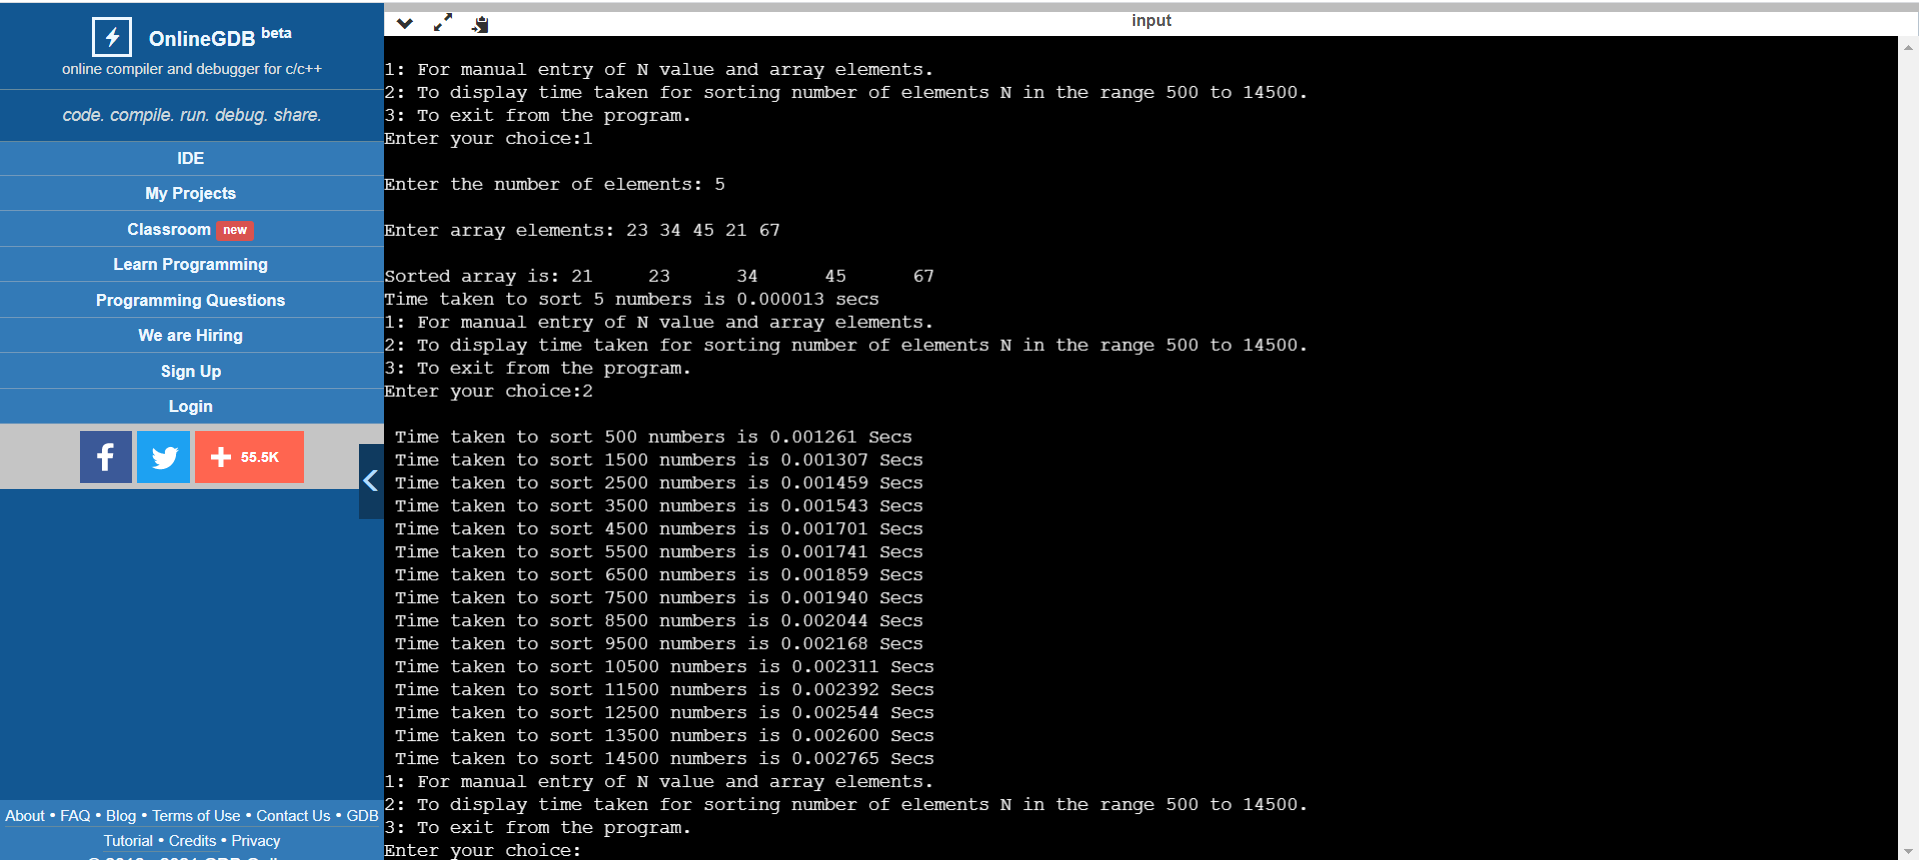 OnlineGDB beta
online compiler and debugger for c/c++
code. compile. run. debug. share.
IDE
My Projects
Classroom new
Learn Programming
Programming Questions
We are Hiring
Sign Up
Login
55.5K
About • FAQ • Blog • Terms of Use • Contact Us • GDB
Tutorial • Credits • Privacy
input
1: For manual entry of N value and array elements.
2: To display time taken for sorting number of elements N in the range 500 to 14500.
3: To exit from the program.
Enter your choice:1
Enter the number of elements: 5
Enter array elements: 23 34 45 21 67
Sorted array is: 21 23 34 45 67
Time taken to sort 5 numbers is 0.000013 secs
1: For manual entry of N value and array elements.
2: To display time taken for sorting number of elements N in the range 500 to 14500.
3: To exit from the program.
Enter your choice:2
Time taken to sort 500 numbers is 0.001261 Secs
Time taken to sort 1500 numbers is 0.001307 Secs
Time taken to sort 2500 numbers is 0.001459 Secs
Time taken to sort 3500 numbers is 0.001543 Secs
Time taken to sort 4500 numbers is 0.001701 Secs
Time taken to sort 5500 numbers is 0.001741 Secs
Time taken to sort 6500 numbers is 0.001859 Secs
Time taken to sort 7500 numbers is 0.001940 Secs
Time taken to sort 8500 numbers is 0.002044 Secs
Time taken to sort 9500 numbers is 0.002168 Secs
Time taken to sort 10500 numbers is 0.002311 Secs
Time taken to sort 11500 numbers is 0.002392 Secs
Time taken to sort 12500 numbers is 0.002544 Secs
Time taken to sort 13500 numbers is 0.002600 Secs
Time taken to sort 14500 numbers is 0.002765 Secs
1: For manual entry of N value and array elements.
2: To display time taken for sorting number of elements N in the range 500 to 14500.
3: To exit from the program.
Enter your choice: